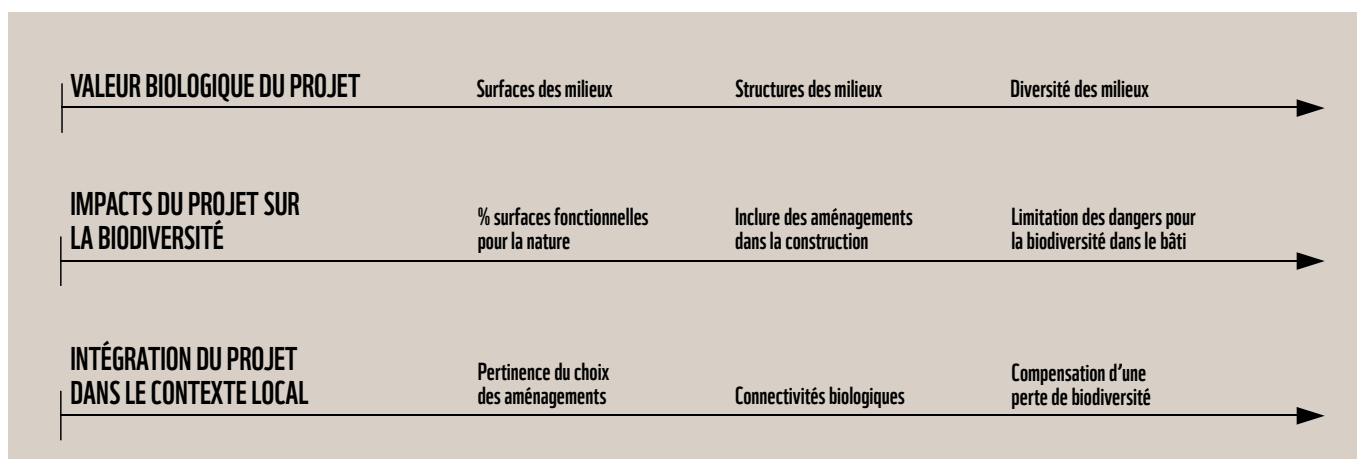 VALEUR BIOLOGIQUE DU PROJET
Surfaces des milieux
Structures des milieux
Diversité des milieux
IMPACTS DU PROJET SUR
LA BIODIVERSITÉ
% surfaces fonctionnelles
pour la nature
Inclure des aménagements
dans la construction
Limitation des dangers pour
la biodiversité dans le bâti
INTÉGRATION DU PROJET
DANS LE CONTEXTE LOCAL
Pertinence du choix
des aménagements
Connectivités biologiques
Compensation d’une
perte de biodiversité